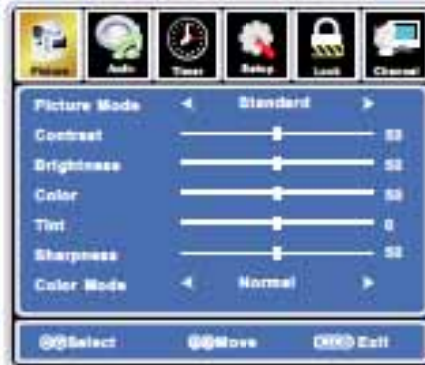 Picture Audio Timer Setup Lock Channel
Picture Mode Standard
Contrast 50
Brightness 50
Color 50
Tint 0
Sharpness 50
Color Mode Normal
Select Move Exit